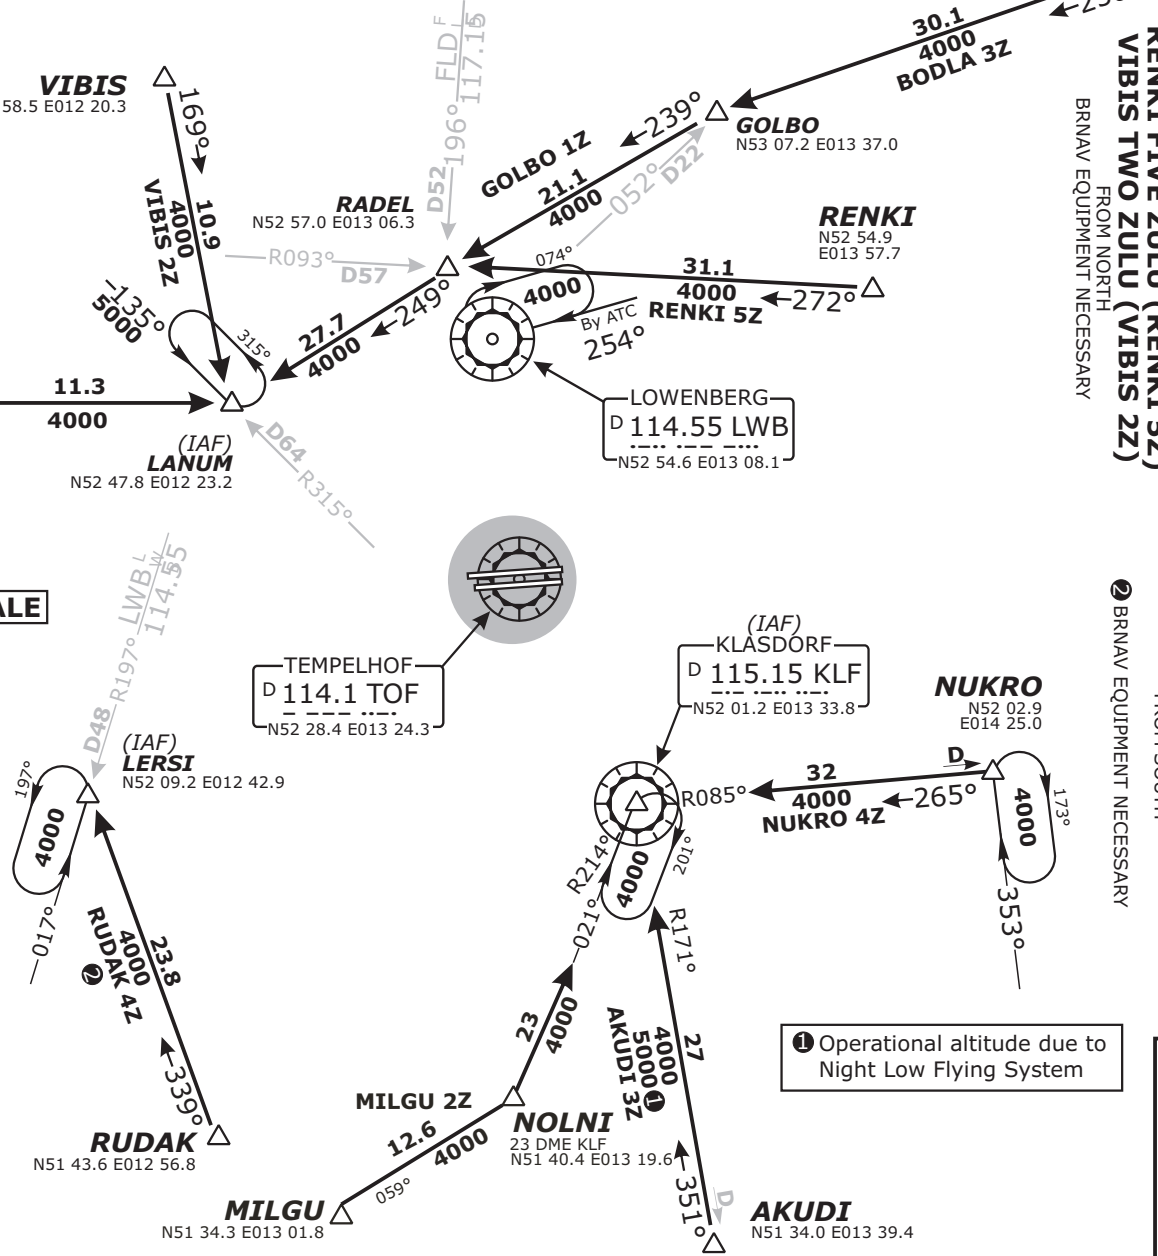 30.1
4000
BODLA 3Z
RENKI FIVE ZULU (RENKI 5Z)
VIBIS TWO ZULU (VIBIS 2Z)
FROM NORTH
BRNAV EQUIPMENT NECESSARY
VIBIS
58.5 E012 20.3
169°
10.9
4000
VIBIS 2Z
FLD
117.15
D52
196°
GOLBO 1Z
239°
21.1
4000
052°
D22
GOLBO
N53 07.2 E013 37.0
RADEL
N52 57.0 E013 06.3
R093°
D57
RENKI
N52 54.9
E013 57.7
31.1
4000
272°
RENKI 5Z
074°
4000
By ATC
254°
249°
27.7
4000
135°
5000
315°
11.3
4000
(IAF)
LANUM
N52 47.8 E012 23.2
D64
R315°
LOWENBERG
D 114.55 LWB
N52 54.6 E013 08.1
ALE
LWB
114.55
R197°
D48
TEMPELHOF
D 114.1 TOF
N52 28.4 E013 24.3
(IAF)
KLASDORF
D 115.15 KLF
N52 01.2 E013 33.8
NUKRO
N52 02.9
E014 25.0
❷ BRNAV EQUIPMENT NECESSARY
(IAF)
LERSI
N52 09.2 E012 42.9
197°
4000
017°
R085°
32
D
4000
265°
NUKRO 4Z
4000
173°
353°
R214°
4000
201°
021°
R171°
23.8
4000
RUDAK 4Z
❷
339°
RUDAK
N51 43.6 E012 56.8
23
4000
27
4000
5000 ❶
AKUDI 3Z
❶ Operational altitude due to
Night Low Flying System
MILGU 2Z
12.6
4000
059°
NOLNI
23 DME KLF
N51 40.4 E013 19.6
MILGU
N51 34.3 E013 01.8
351°
D
AKUDI
N51 34.0 E013 39.4